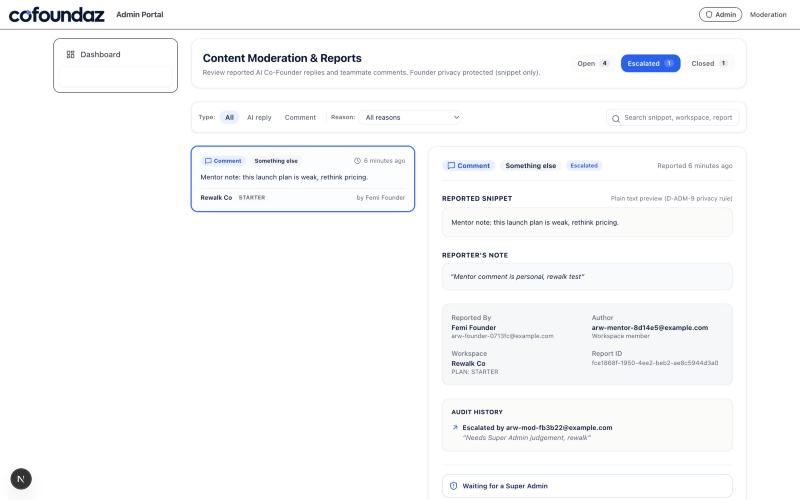 cofoundaz Admin Portal Admin Moderation
Dashboard
Content Moderation & Reports
Review reported AI Co-Founder replies and teammate comments. Founder privacy protected (snippet only).
Open 4 Escalated 1 Closed 1
Type: All AI reply Comment Reason: All reasons Search snippet, workspace, report
Comment Something else 6 minutes ago
Mentor note: this launch plan is weak, rethink pricing.
Rewalk Co STARTER by Femi Founder
Comment Something else Escalated Reported 6 minutes ago
REPORTED SNIPPET Plain text preview (D-ADM-9 privacy rule)
Mentor note: this launch plan is weak, rethink pricing.
REPORTER'S NOTE
“Mentor comment is personal, rewalk test”
Reported By
Femi Founder
arw-founder-0713fc@example.com
Author
arw-mentor-8d14e5@example.com
Workspace member
Workspace
Rewalk Co
PLAN: STARTER
Report ID
fce1868f-1950-4ee2-beb2-ae8c5944d3a0
AUDIT HISTORY
Escalated by arw-mod-fb3b22@example.com
“Needs Super Admin judgement, rewalk”
Waiting for a Super Admin
N